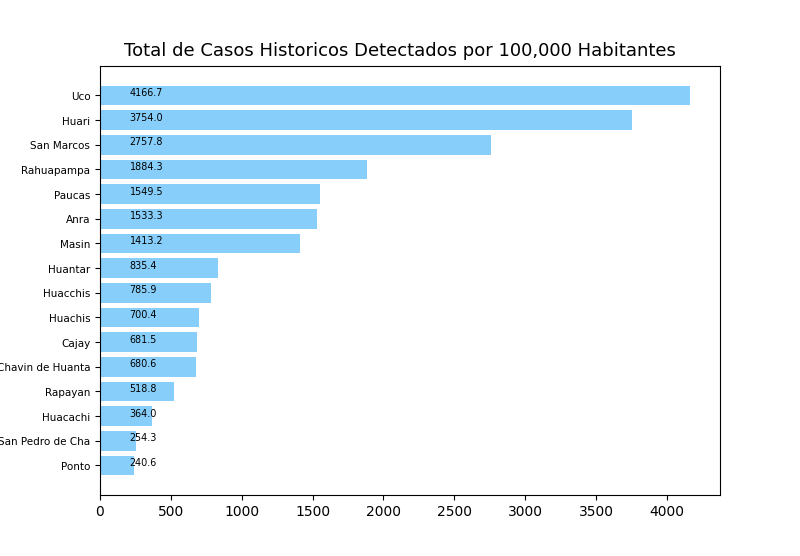 Total de Casos Historicos Detectados por 100,000 Habitantes
Uco 4166.7
Huari 3754.0
San Marcos 2757.8
Rahuapampa 1884.3
Paucas 1549.5
Anra 1533.3
Masin 1413.2
Huantar 835.4
Huacchis 785.9
Huachis 700.4
Cajay 681.5
Chavin de Huanta 680.6
Rapayan 518.8
Huacachi 364.0
San Pedro de Cha 254.3
Ponto 240.6
0 500 1000 1500 2000 2500 3000 3500 4000